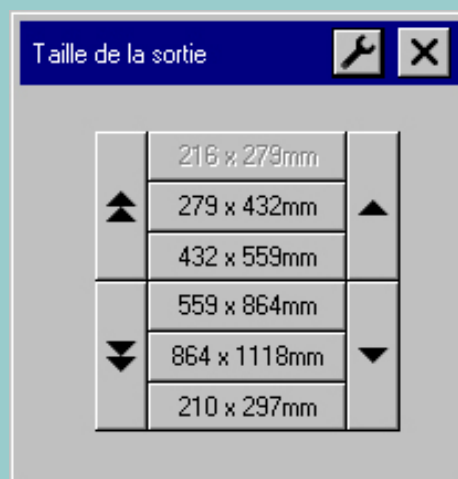 Taille de la sortie
216 x 279mm
279 x 432mm
432 x 559mm
559 x 864mm
864 x 1118mm
210 x 297mm